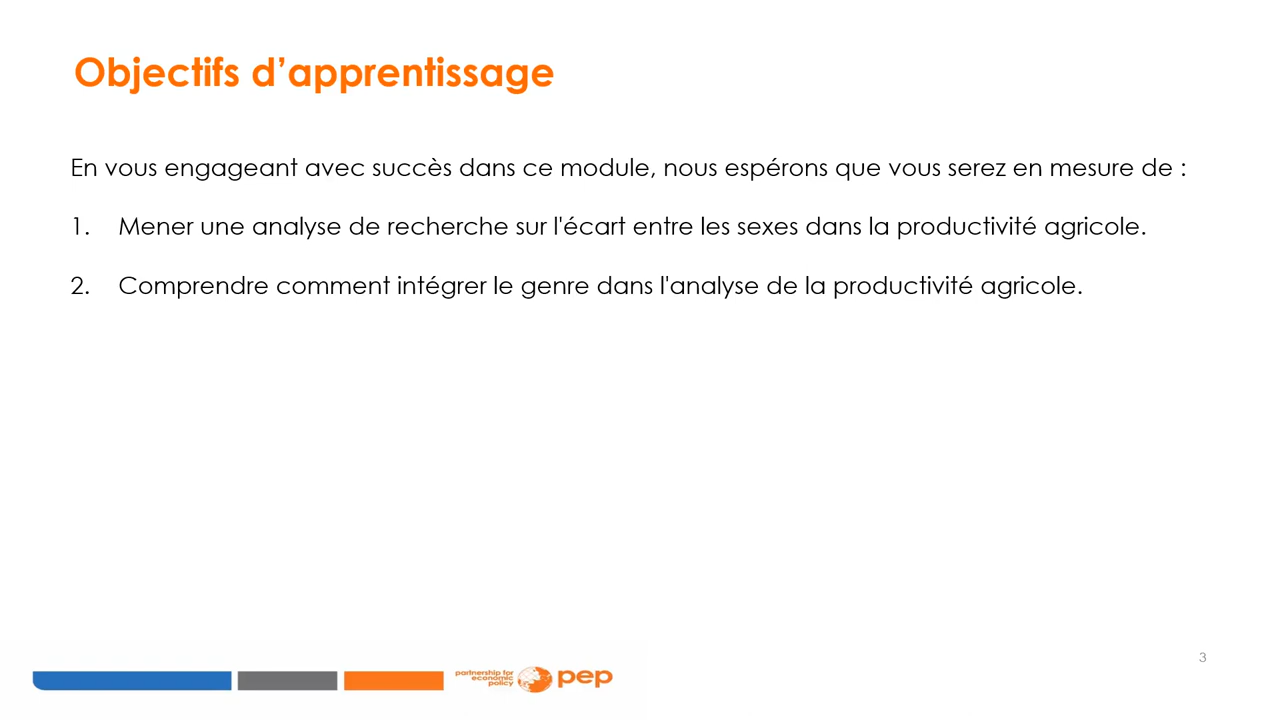 Objectifs d’apprentissage
En vous engageant avec succès dans ce module, nous espérons que vous serez en mesure de :
1. Mener une analyse de recherche sur l'écart entre les sexes dans la productivité agricole.
2. Comprendre comment intégrer le genre dans l'analyse de la productivité agricole.
partnership for
economic
policy
pep
3